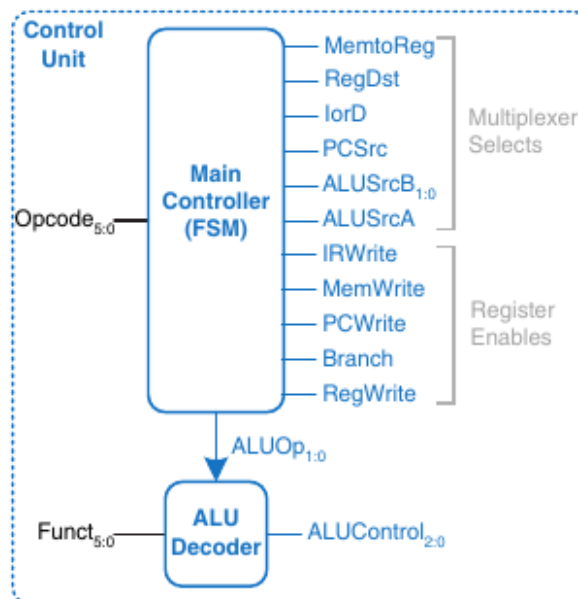 Control
Unit
MemtoReg
RegDst
IorD
PCSrc
ALUSrcB1:0
ALUSrcA
Multiplexer
Selects
Main
Controller
(FSM)
Opcode5:0
IRWrite
MemWrite
PCWrite
Branch
RegWrite
Register
Enables
ALUOp1:0
ALU
Decoder
Funct5:0
ALUControl2:0